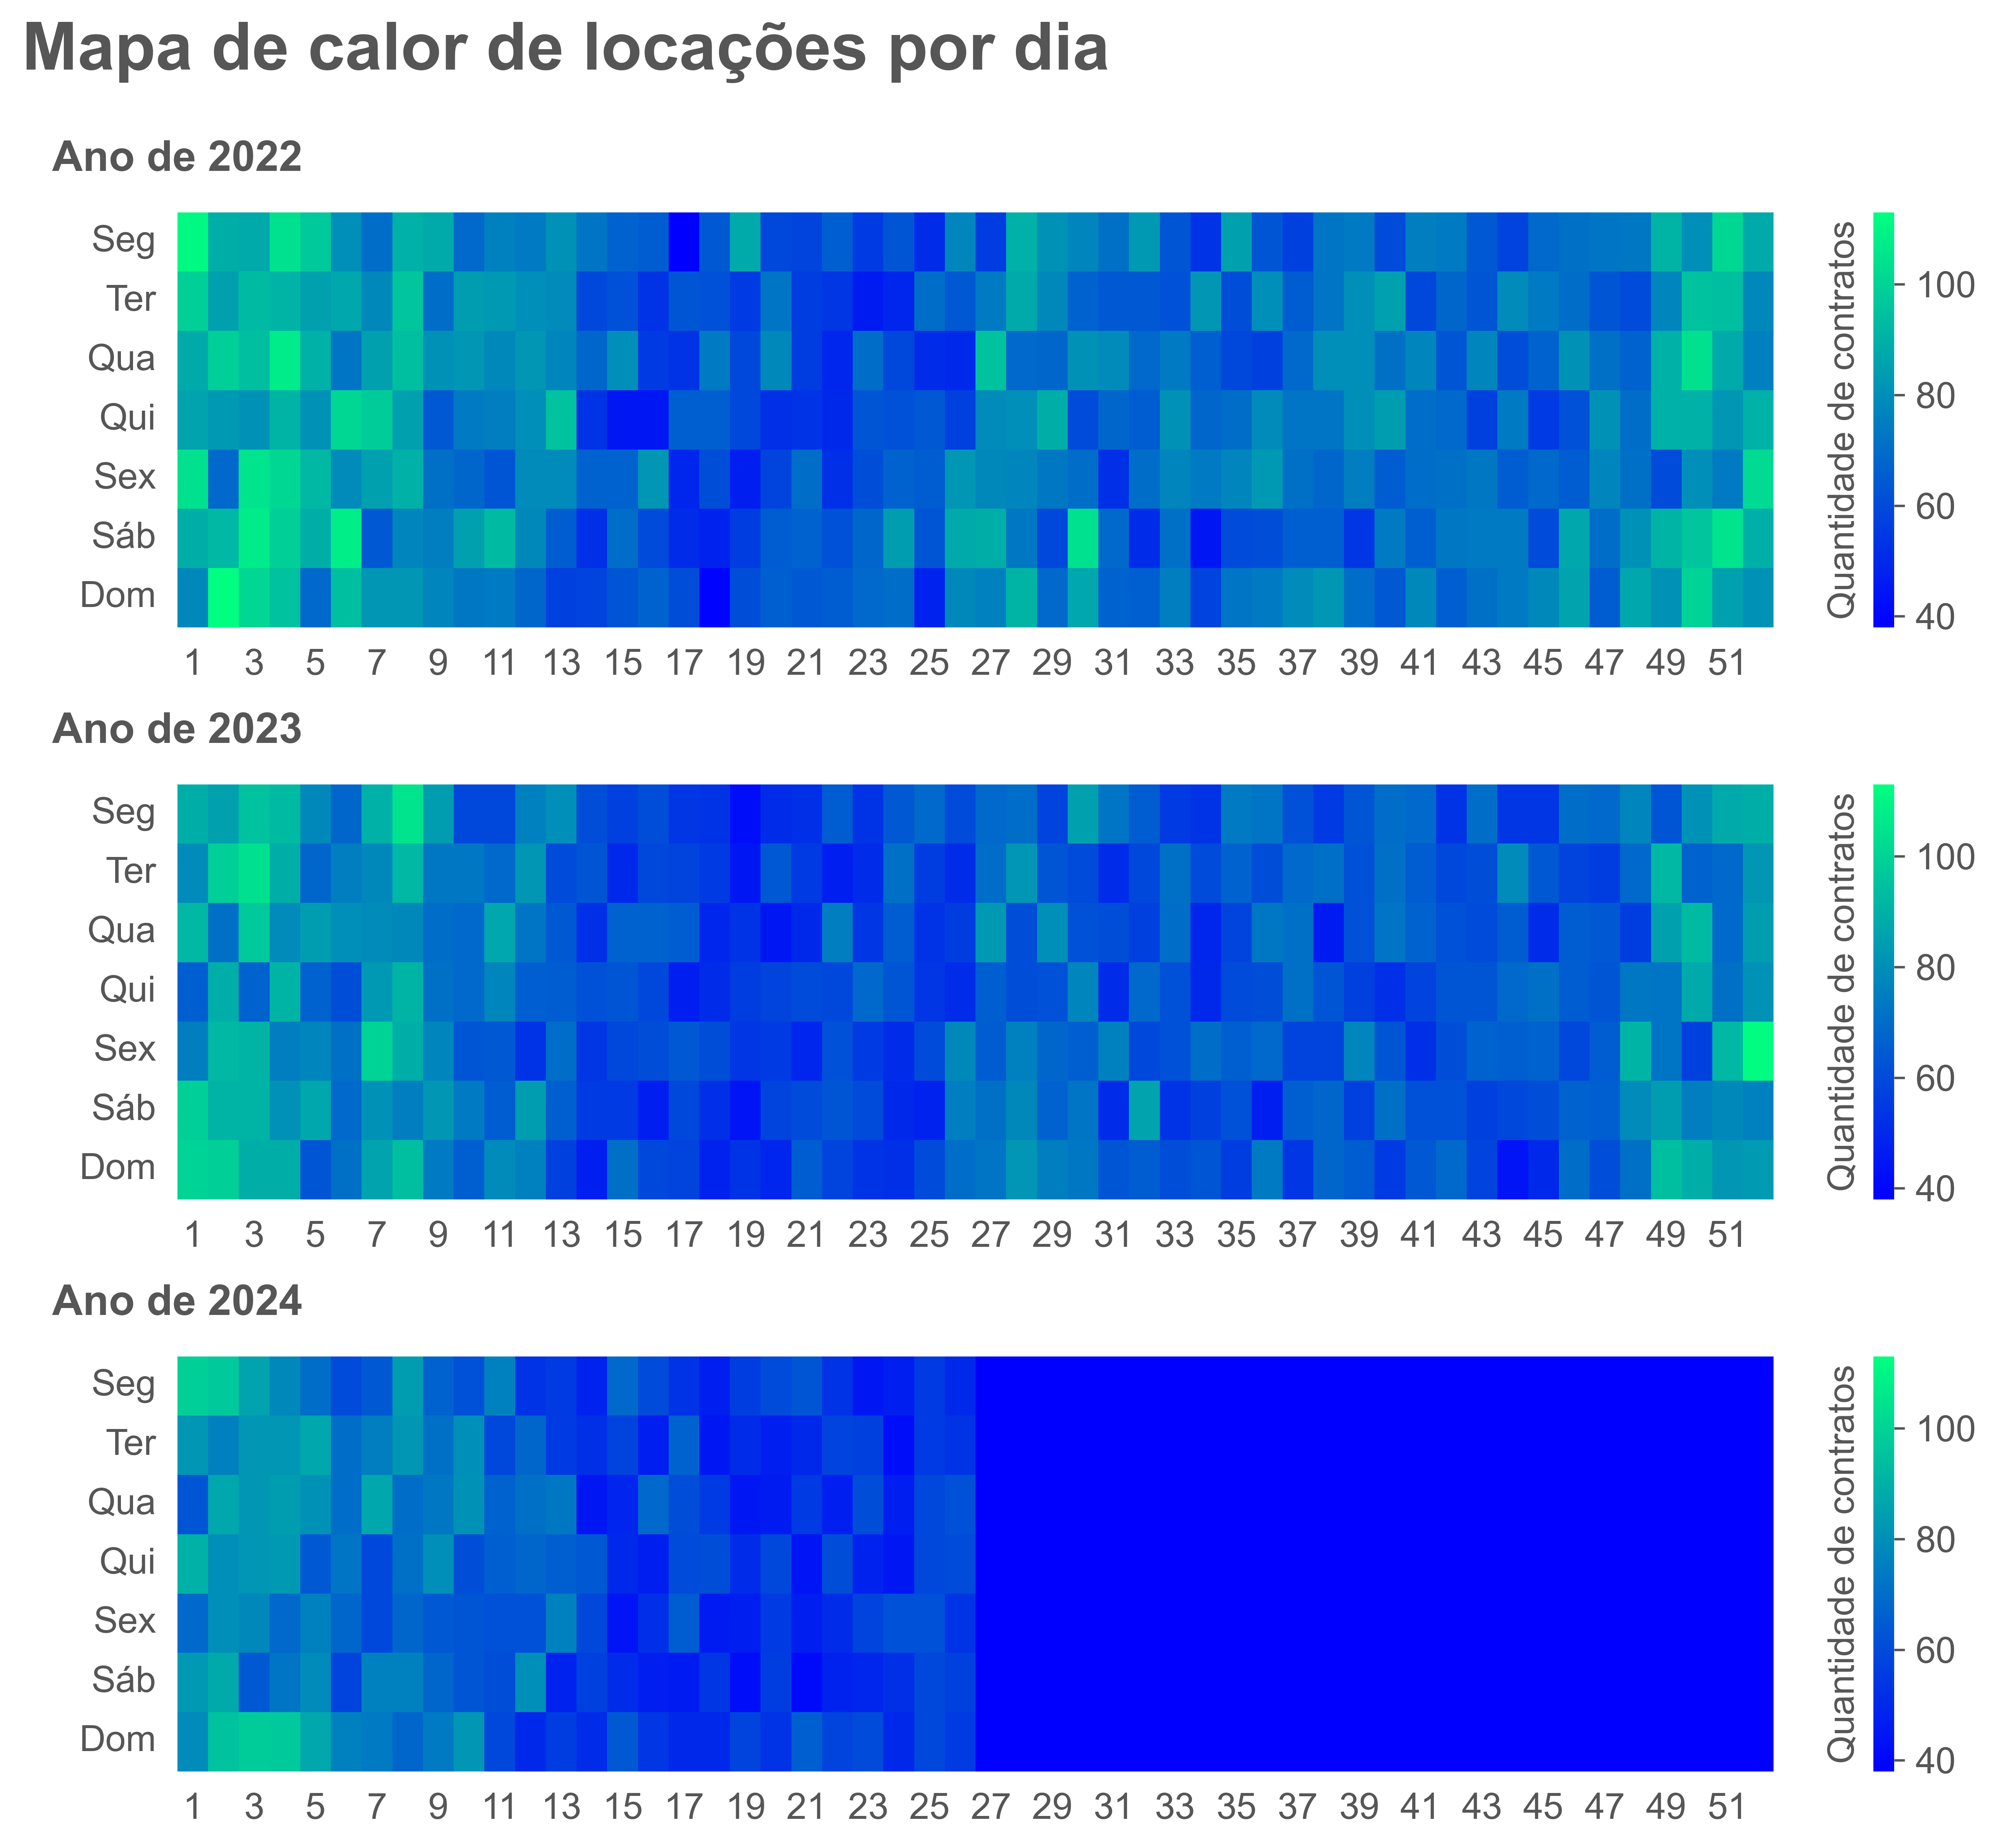 Mapa de calor de locações por dia
Ano de 2022
Seg
Ter
Qua
Qui
Sex
Sáb
Dom
1 3 5 7 9 11 13 15 17 19 21 23 25 27 29 31 33 35 37 39 41 43 45 47 49 51
Quantidade de contratos
100
80
60
40
Ano de 2023
Seg
Ter
Qua
Qui
Sex
Sáb
Dom
1 3 5 7 9 11 13 15 17 19 21 23 25 27 29 31 33 35 37 39 41 43 45 47 49 51
Quantidade de contratos
100
80
60
40
Ano de 2024
Seg
Ter
Qua
Qui
Sex
Sáb
Dom
1 3 5 7 9 11 13 15 17 19 21 23 25 27 29 31 33 35 37 39 41 43 45 47 49 51
Quantidade de contratos
100
80
60
40